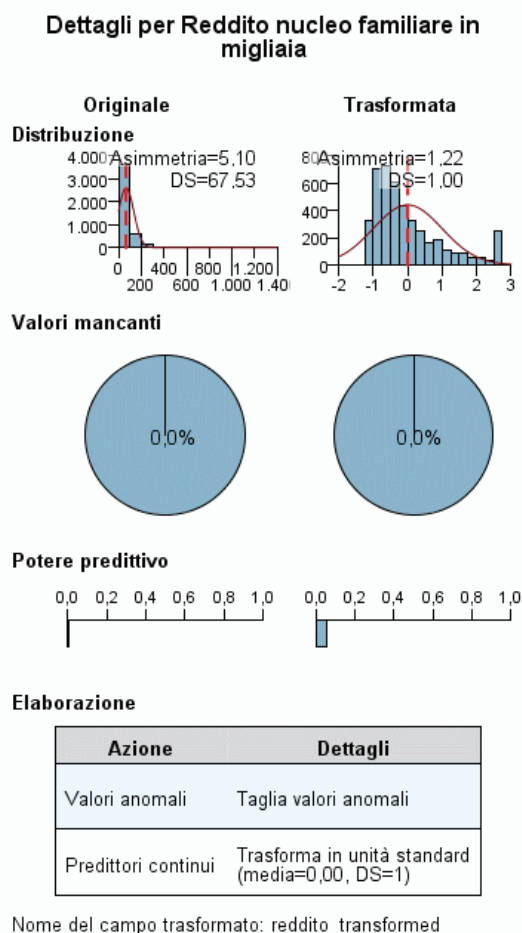 Dettagli per Reddito nucleo familiare in
migliaia
Originale
Trasformata
Distribuzione
4.000
3.000
2.000
1.000
0
Asimmetria=5,10
DS=67,53
0 400 800 1.200
200 600 1.000 1.40
800
600
400
200
0
Asimmetria=1,22
DS=1,00
-2 -1 0 1 2 3
Valori mancanti
0,0%
0,0%
Potere predittivo
0,0 0,2 0,4 0,6 0,8 1,0
0,0 0,2 0,4 0,6 0,8 1,0
Elaborazione
Azione Dettagli
Valori anomali Taglia valori anomali
Predittori continui Trasforma in unità standard
(media=0,00, DS=1)
Nome del campo trasformato: reddito_transformed